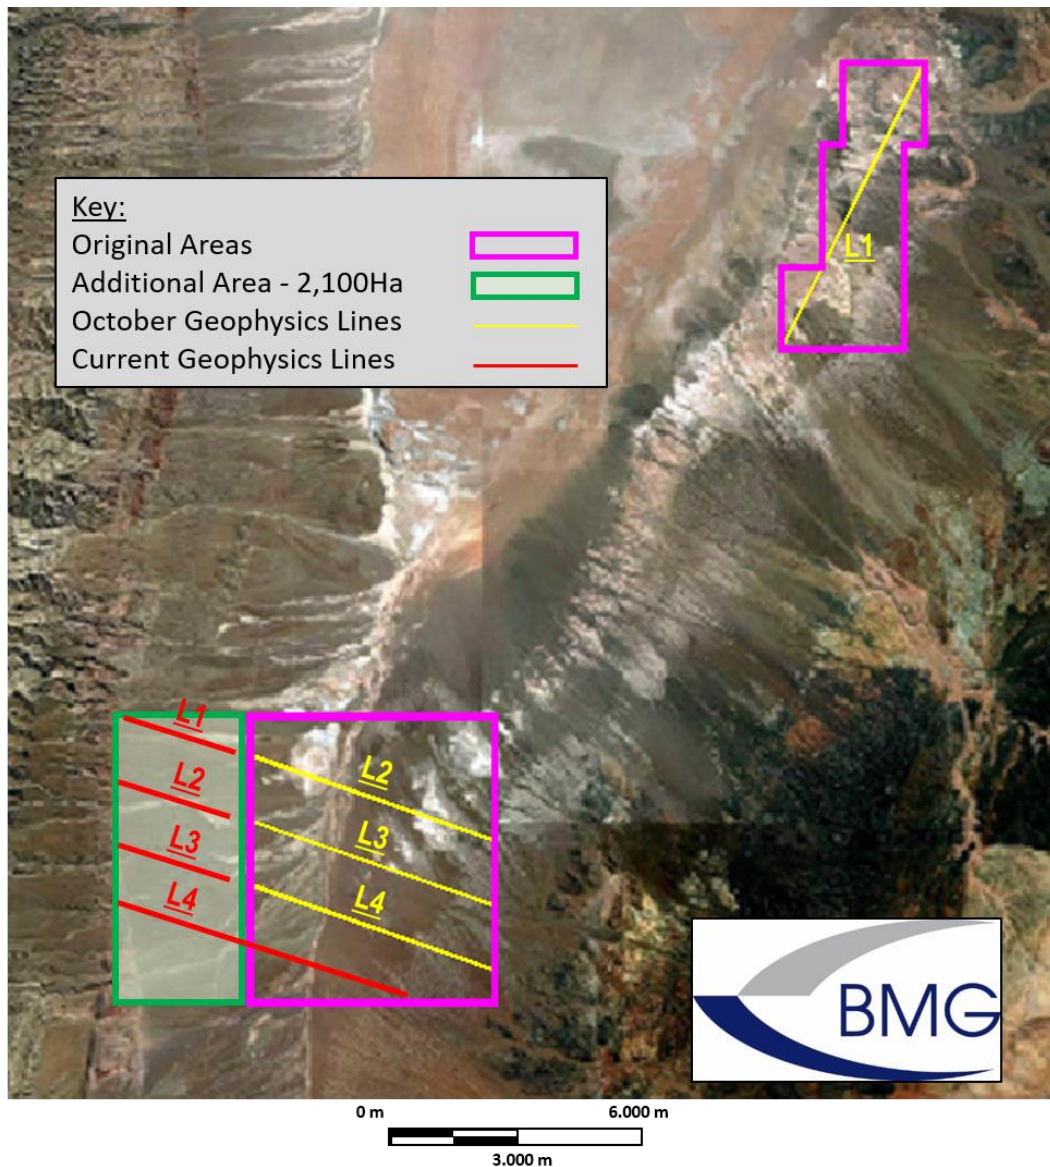 Key:
Original Areas
Additional Area - 2,100Ha
October Geophysics Lines
Current Geophysics Lines
L1
L1
L2
L2
L3
L3
L4
L4
BMG
0 m 6.000 m
3.000 m